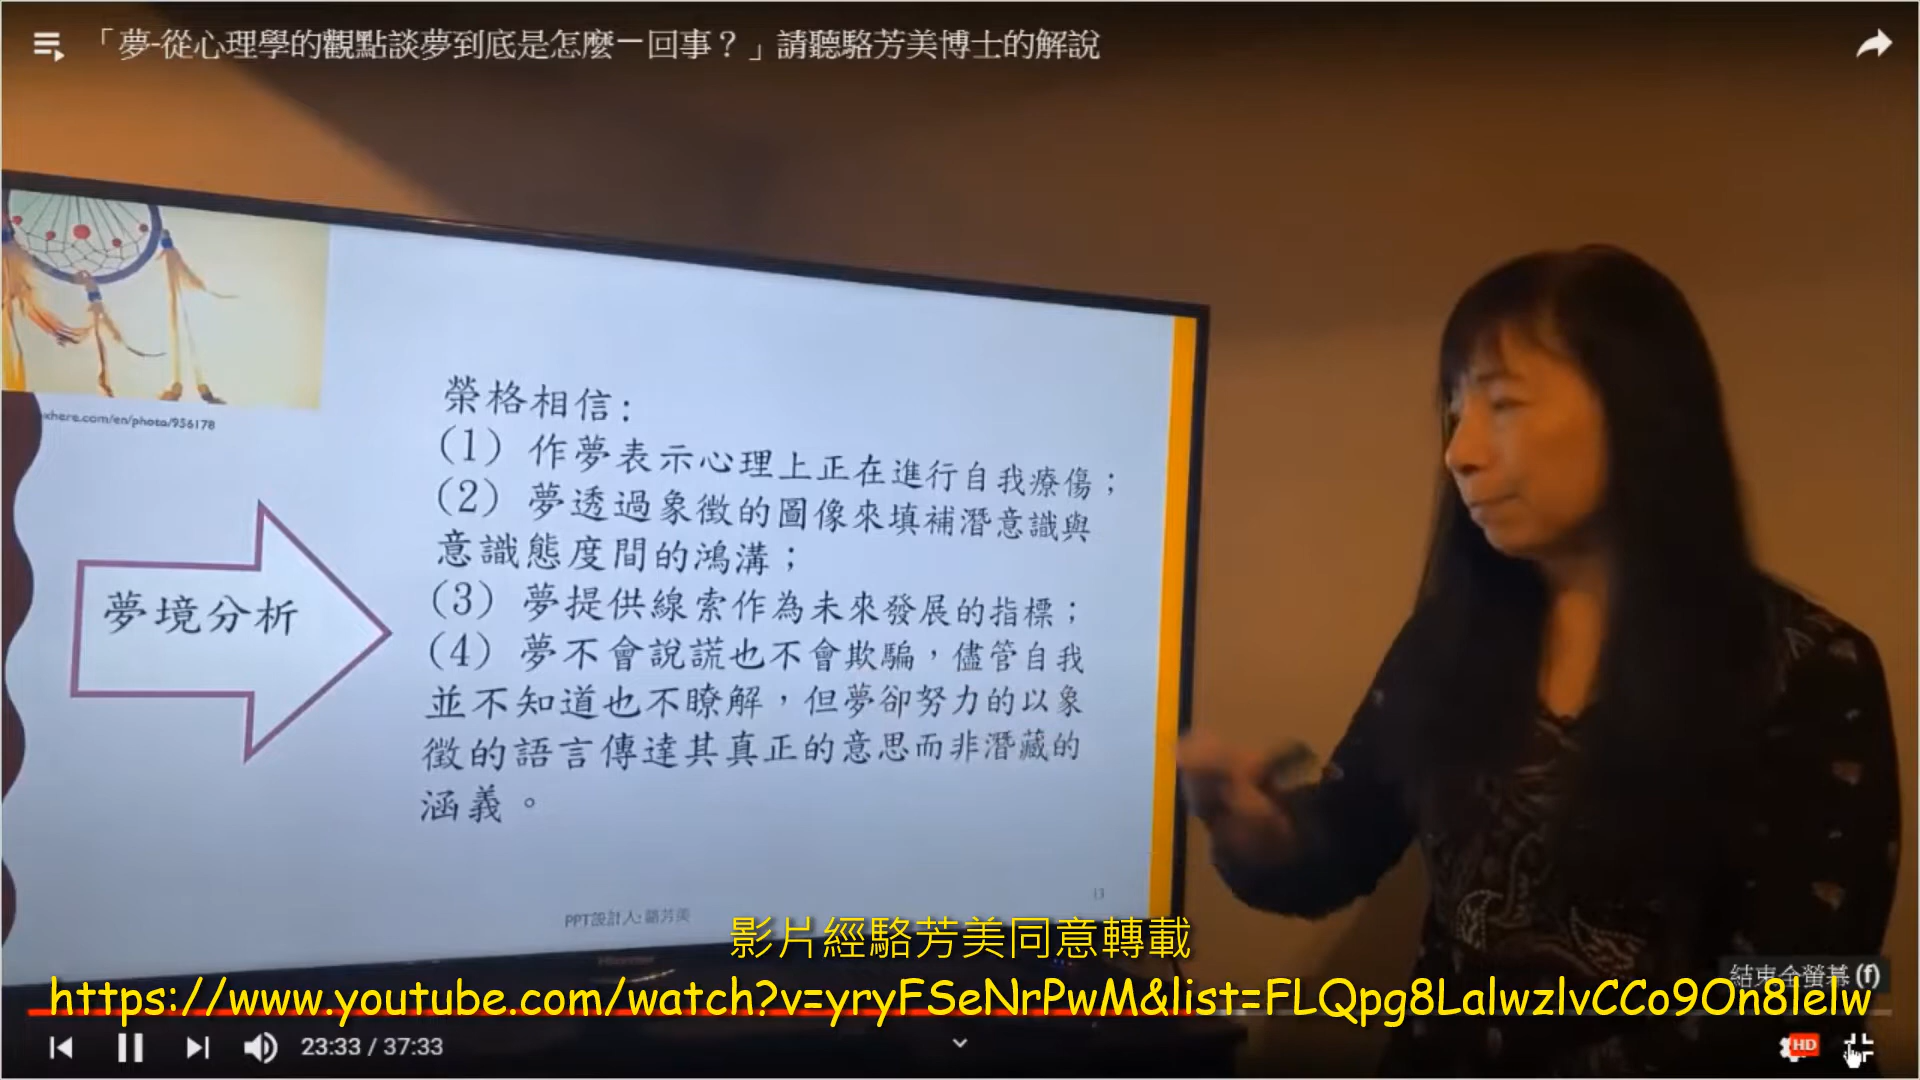 「夢-從心理學的觀點談夢到底是怎麼一回事？」請聽駱芳美博士的解說
xhere.com/en/photo/956178
榮格相信:
(1) 作夢表示心理上正在進行自我療傷；
(2) 夢透過象徵的圖像來填補潛意識與
意識態度間的鴻溝；
夢境分析
(3) 夢提供線索作為未來發展的指標；
(4) 夢不會說謊也不會欺騙，儘管自我
並不知道也不瞭解，但夢卻努力的以象
徵的語言傳達其真正的意思而非潛藏的
涵義。
13
PPT設計人:駱芳美
影片經駱芳美同意轉載
Hisense
結束全螢幕 (f)
https://www.youtube.com/watch?v=yryFSeNrPwM&list=FLQpg8LalwzlvCCo9On8lelw
23:33 / 37:33
HD